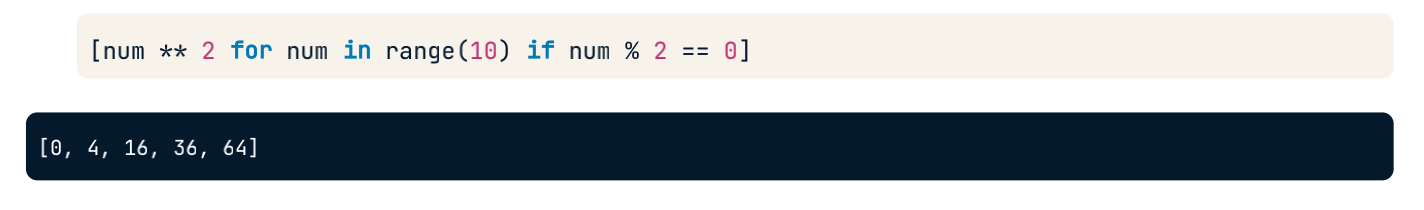 [num ** 2 for num in range(10) if num % 2 == 0]
[0, 4, 16, 36, 64]